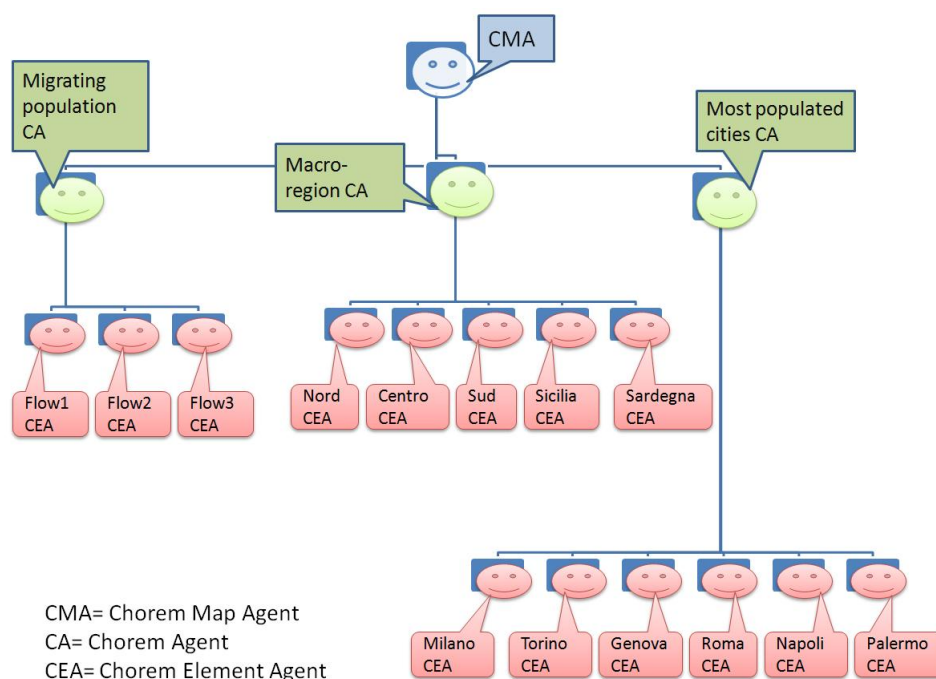 CMA
Migrating
population
CA
Most populated
cities CA
Macro-
region CA
Flow1
CEA
Flow2
CEA
Flow3
CEA
Nord
CEA
Centro
CEA
Sud
CEA
Sicilia
CEA
Sardegna
CEA
Milano
CEA
Torino
CEA
Genova
CEA
Roma
CEA
Napoli
CEA
Palermo
CEA
CMA= Chorem Map Agent
CA= Chorem Agent
CEA= Chorem Element Agent